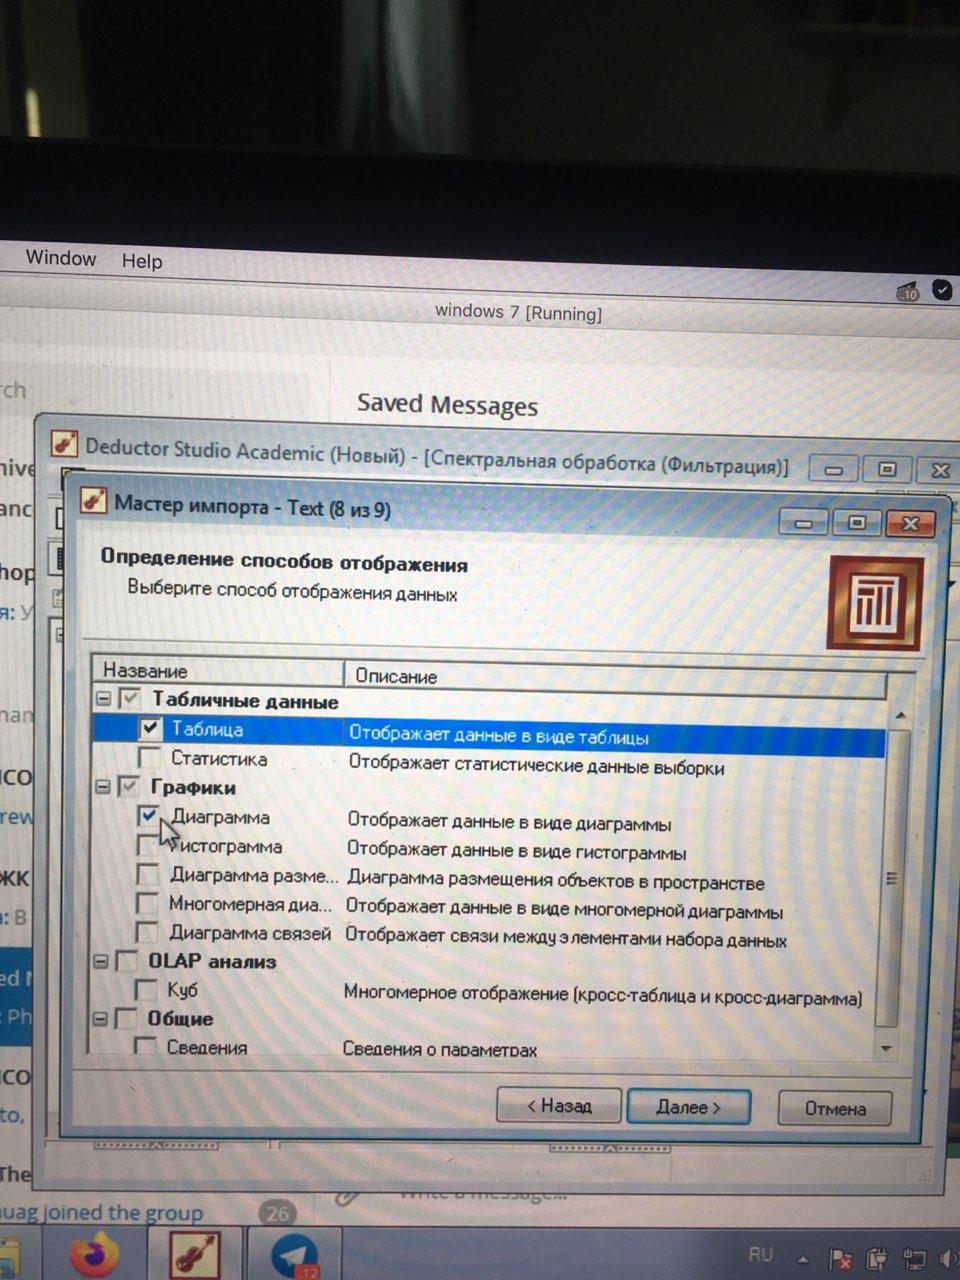 Window Help
10
windows 7 [Running]
Saved Messages
Deductor Studio Academic (Новый) - [Спектральная обработка (Фильтрация)]
Мастер импорта - Text (8 из 9)
Определение способов отображения
Выберите способ отображения данных
Название Описание
Табличные данные
Таблица Отображает данные в виде таблицы
Статистика Отображает статистические данные выборки
Графики
Диаграмма Отображает данные в виде диаграммы
Гистограмма Отображает данные в виде гистограммы
Диаграмма разме... Диаграмма размещения объектов в пространстве
Многомерная диа... Отображает данные в виде многомерной диаграммы
Диаграмма связей Отображает связи между элементами набора данных
OLAP анализ
Куб Многомерное отображение (кросс-таблица и кросс-диаграмма)
Общие
Сведения Сведения о параметрах
< Назад Далее > Отмена
Write a message...
joined the group 26
12
RU